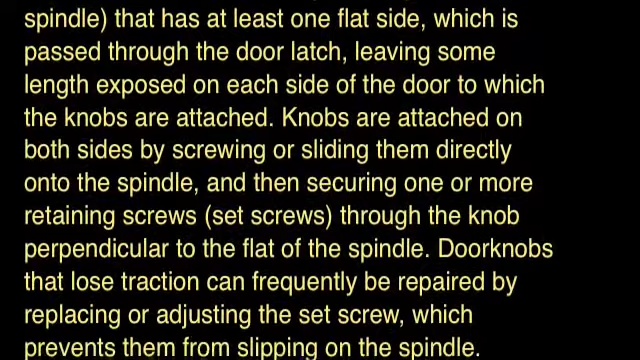 spindle) that has at least one flat side, which is
passed through the door latch, leaving some
length exposed on each side of the door to which
the knobs are attached. Knobs are attached on
both sides by screwing or sliding them directly
onto the spindle, and then securing one or more
retaining screws (set screws) through the knob
perpendicular to the flat of the spindle. Doorknobs
that lose traction can frequently be repaired by
replacing or adjusting the set screw, which
prevents them from slipping on the spindle.